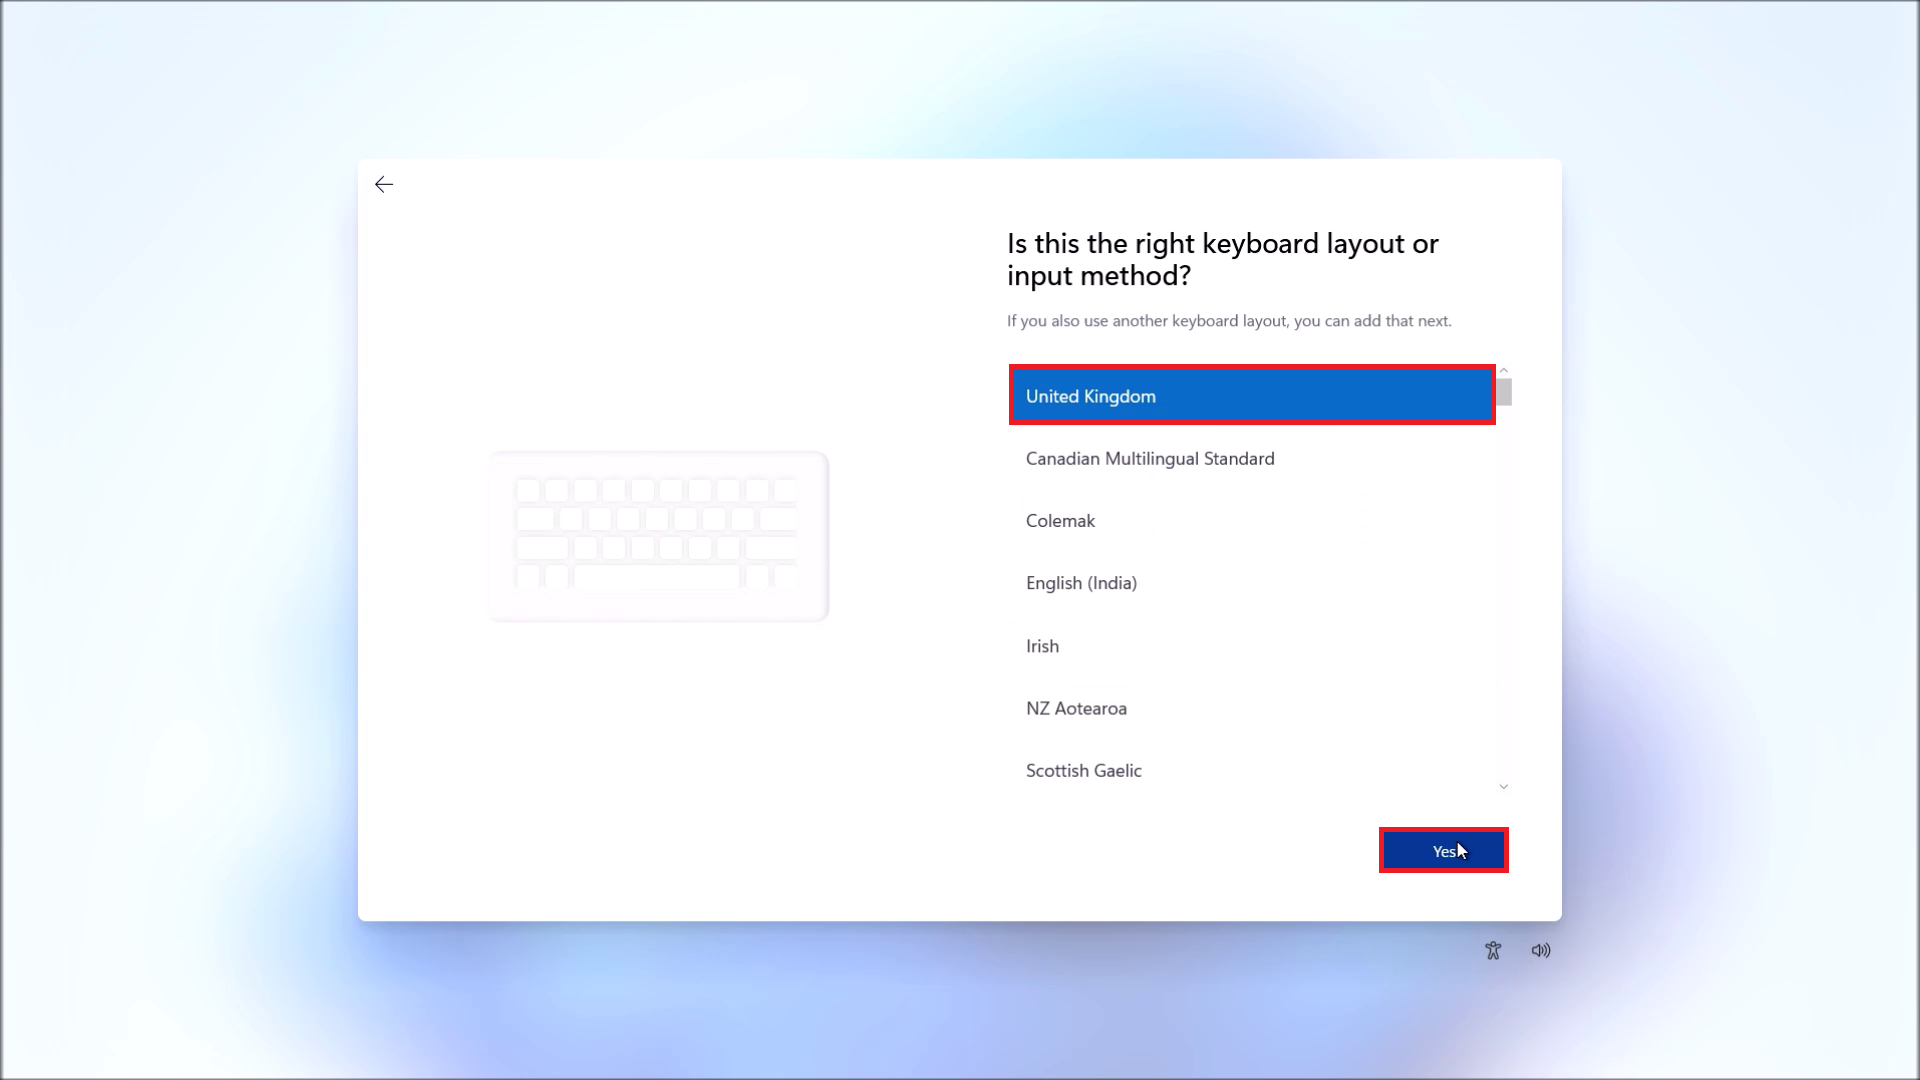 Is this the right keyboard layout or
input method?
If you also use another keyboard layout, you can add that next.
United Kingdom
Canadian Multilingual Standard
Colemak
English (India)
Irish
NZ Aotearoa
Scottish Gaelic
Yes